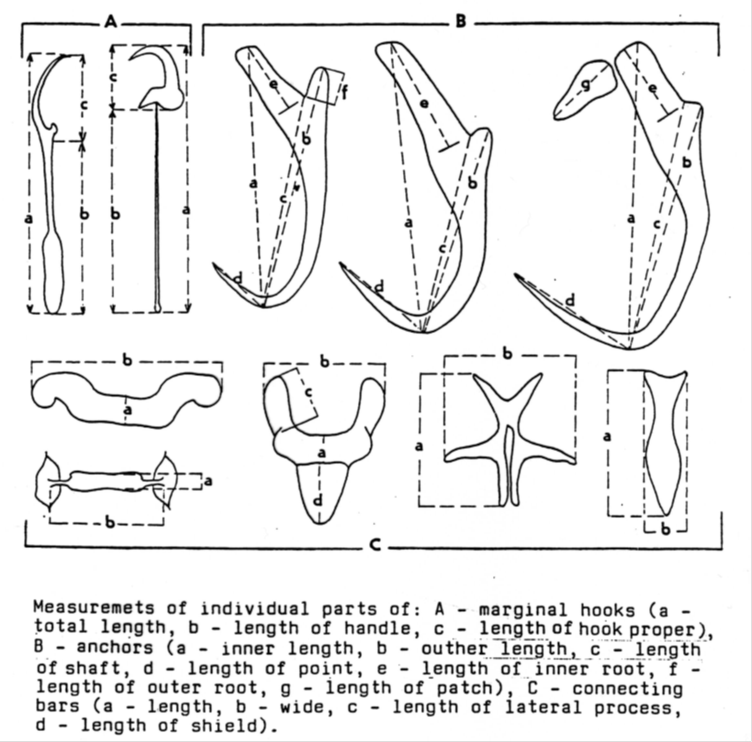 A
B
c
c
a
b
b
a
e
f
b
a
c
d
e
b
a
c
d
g
e
b
a
c
d
b
a
a
b
b
c
a
d
b
a
a
b
C
Measuremets of individual parts of: A - marginal hooks (a -
total length, b - length of handle, c - length of hook proper),
B - anchors (a - inner length, b - outher length, c - length
of shaft, d - length of point, e - length of inner root, f -
length of outer root, g - length of patch), C - connecting
bars (a - length, b - wide, c - length of lateral process,
d - length of shield).